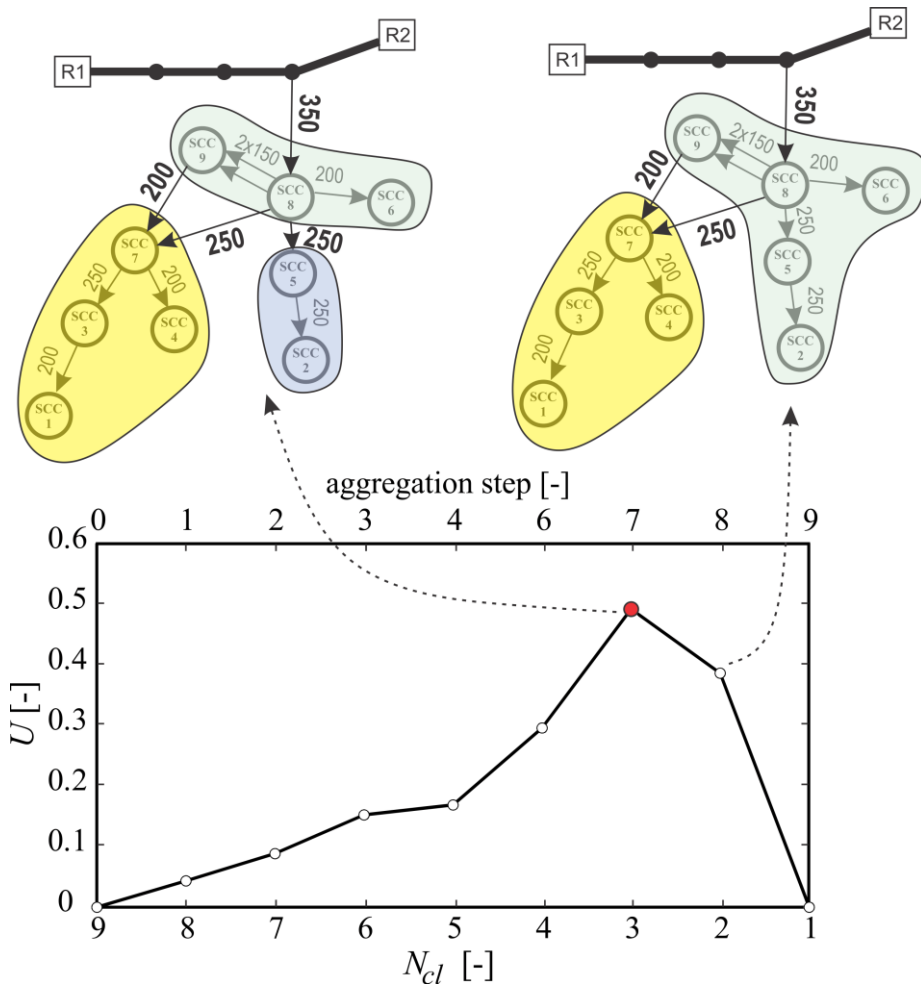 R1
R2
350
SCC
9
2x150
SCC
8
200
SCC
6
200
250
250
SCC
7
SCC
5
250
200
250
SCC
3
SCC
4
SCC
2
200
SCC
1
R1
R2
350
SCC
9
2x150
SCC
8
200
SCC
6
200
250
250
SCC
7
SCC
5
250
200
250
SCC
3
SCC
4
SCC
2
200
SCC
1
aggregation step [-]
0 1 2 3 4 6 7 8 9
0.6
0.5
0.4
0.3
0.2
0.1
0
U [-]
9 8 7 6 5 4 3 2 1
Ncl [-]